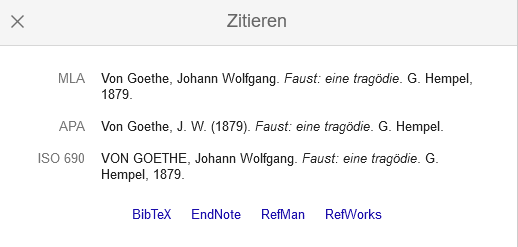 Zitieren
MLA Von Goethe, Johann Wolfgang. Faust: eine tragödie. G. Hempel,
1879.
APA Von Goethe, J. W. (1879). Faust: eine tragödie. G. Hempel.
ISO 690 VON GOETHE, Johann Wolfgang. Faust: eine tragödie. G.
Hempel, 1879.
BibTeX EndNote RefMan RefWorks